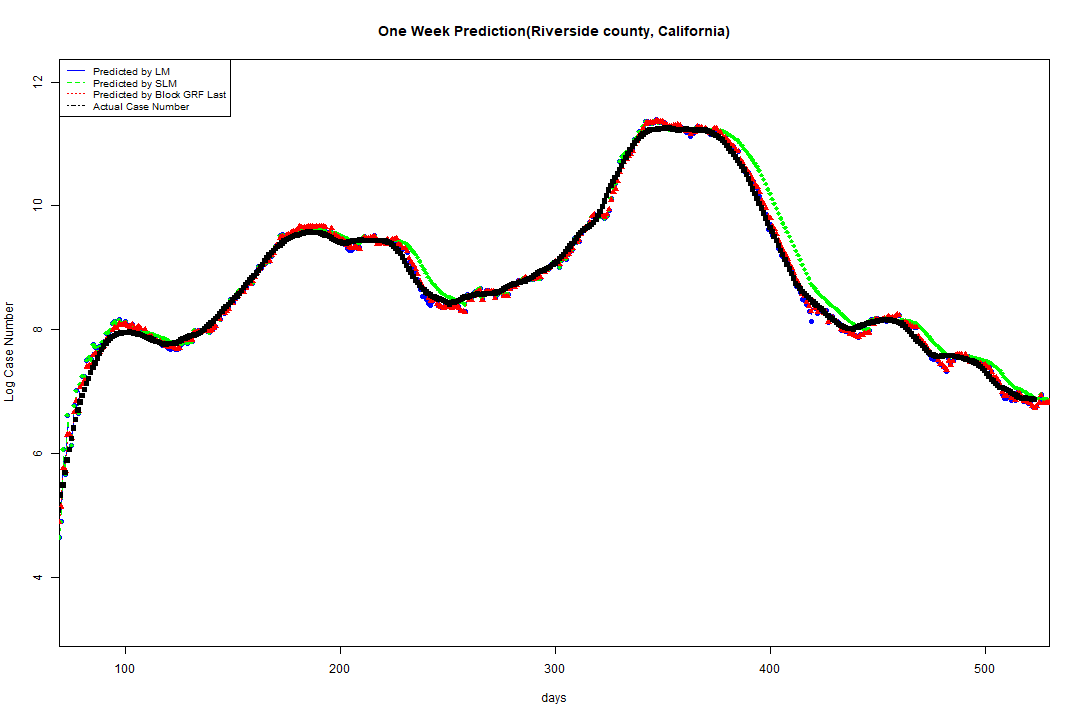 One Week Prediction(Riverside county, California)
Predicted by LM
Predicted by SLM
Predicted by Block GRF Last
Actual Case Number
12
10
8
6
4
Log Case Number
100 200 300 400 500
days